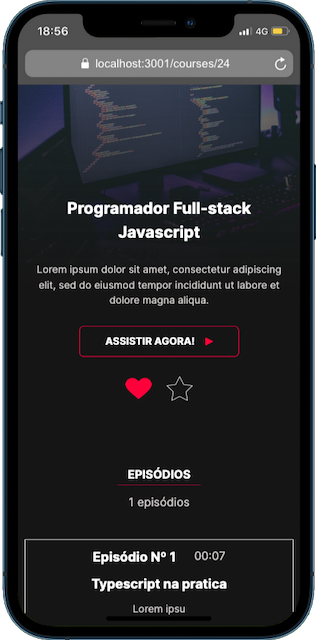 18:56
4G
localhost:3001/courses/24
Programador Full-stack
Javascript
Lorem ipsum dolor sit amet, consectetur adipiscing
elit, sed do eiusmod tempor incididunt ut labore et
dolore magna aliqua.
ASSISTIR AGORA!
EPISÓDIOS
1 episódios
Episódio Nº 1 00:07
Typescript na pratica
Lorem ipsu